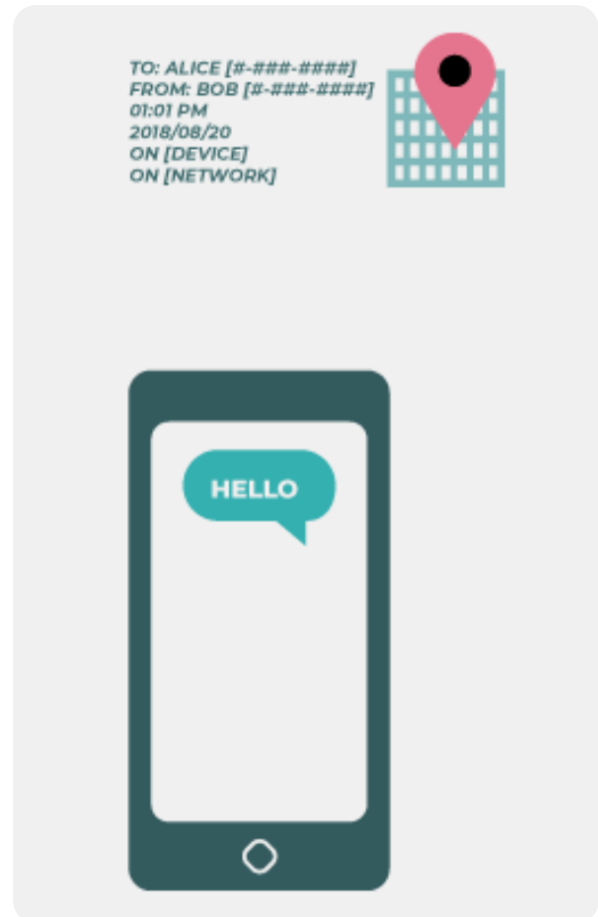 TO: ALICE [#-###-####]
FROM: BOB [#-###-####]
01:01 PM
2018/08/20
ON [DEVICE]
ON [NETWORK]
HELLO